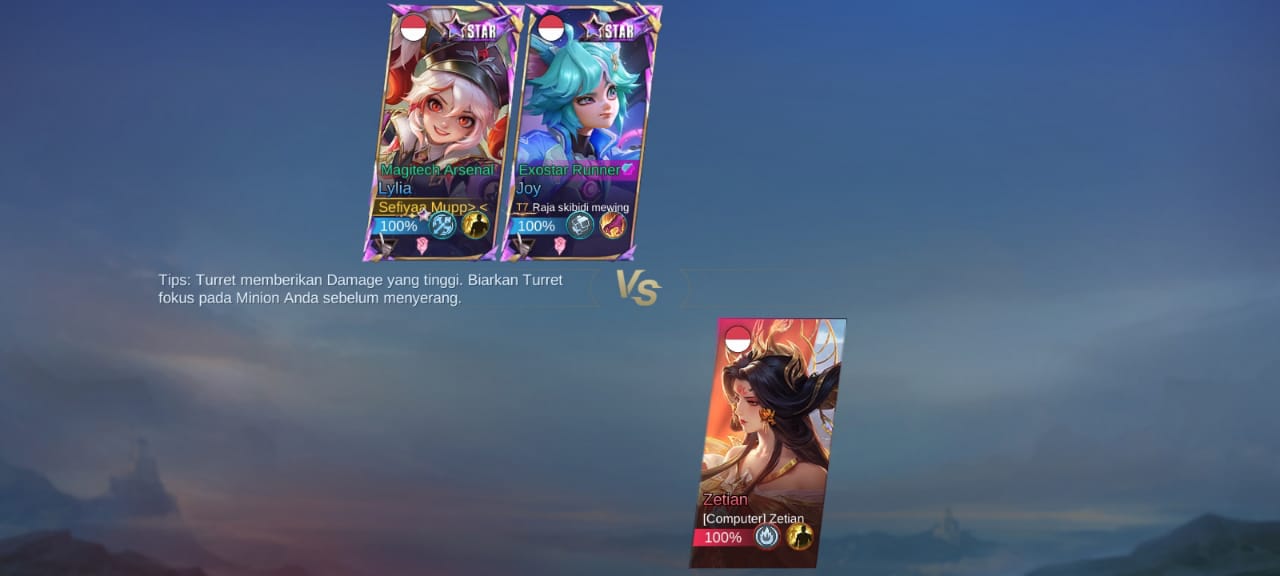 STAR
Magitech Arsenal
Lylia
Sefiyaa Mupp> <
100%
STAR
Exostar Runner
Joy
T7 Raja skibidi mewing
100%
Tips: Turret memberikan Damage yang tinggi. Biarkan Turret
fokus pada Minion Anda sebelum menyerang.
VS
Zetian
[Computer] Zetian
100%